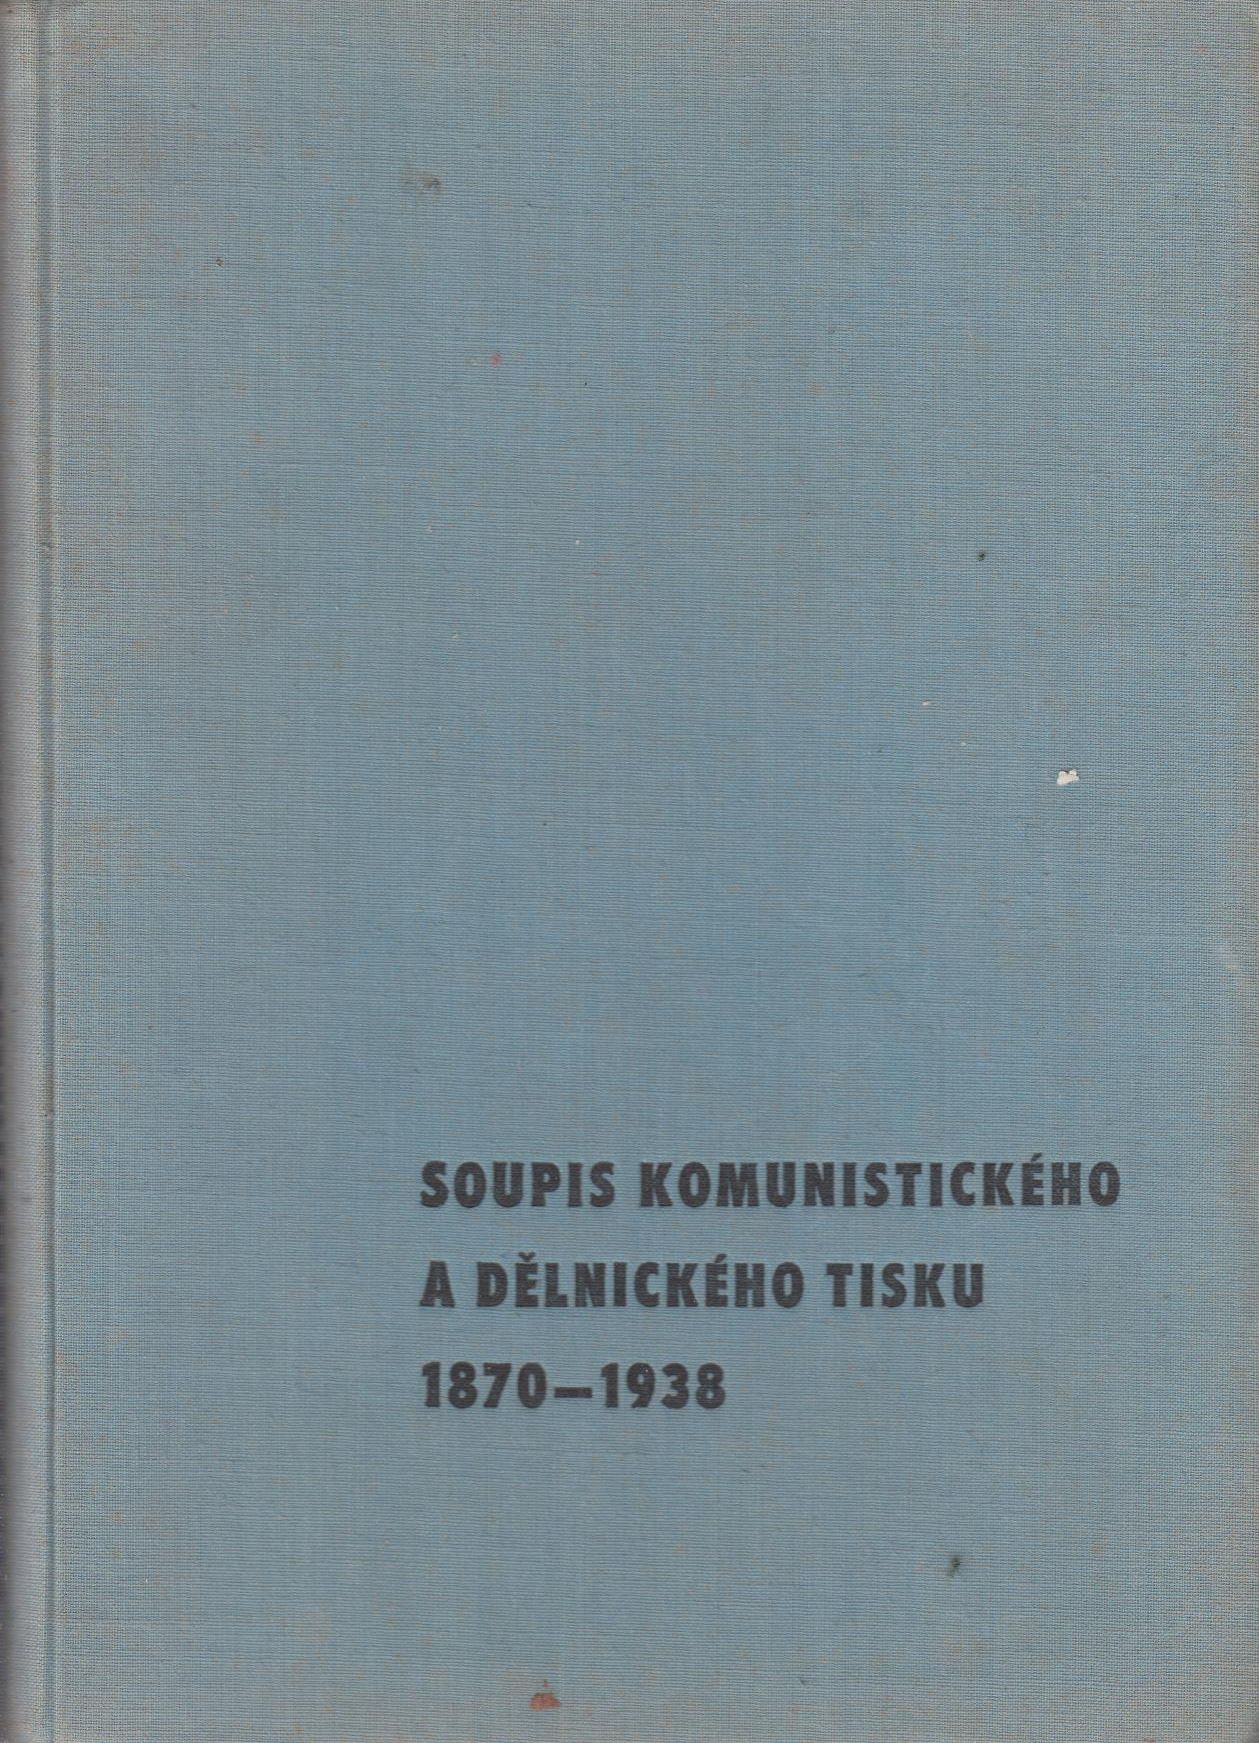 SOUPIS KOMUNISTICKÉHO
A DĚLNICKÉHO TISKU
1870—1938